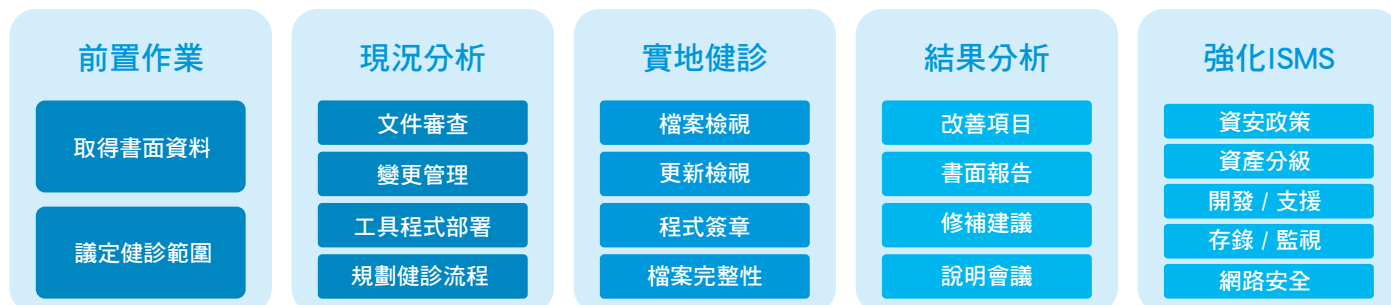 前置作業
取得書面資料
議定健診範圍
現況分析
文件審查
變更管理
工具程式部署
規劃健診流程
實地健診
檔案檢視
更新檢視
程式簽章
檔案完整性
結果分析
改善項目
書面報告
修補建議
說明會議
強化ISMS
資安政策
資產分級
開發 / 支援
存錄 / 監視
網路安全